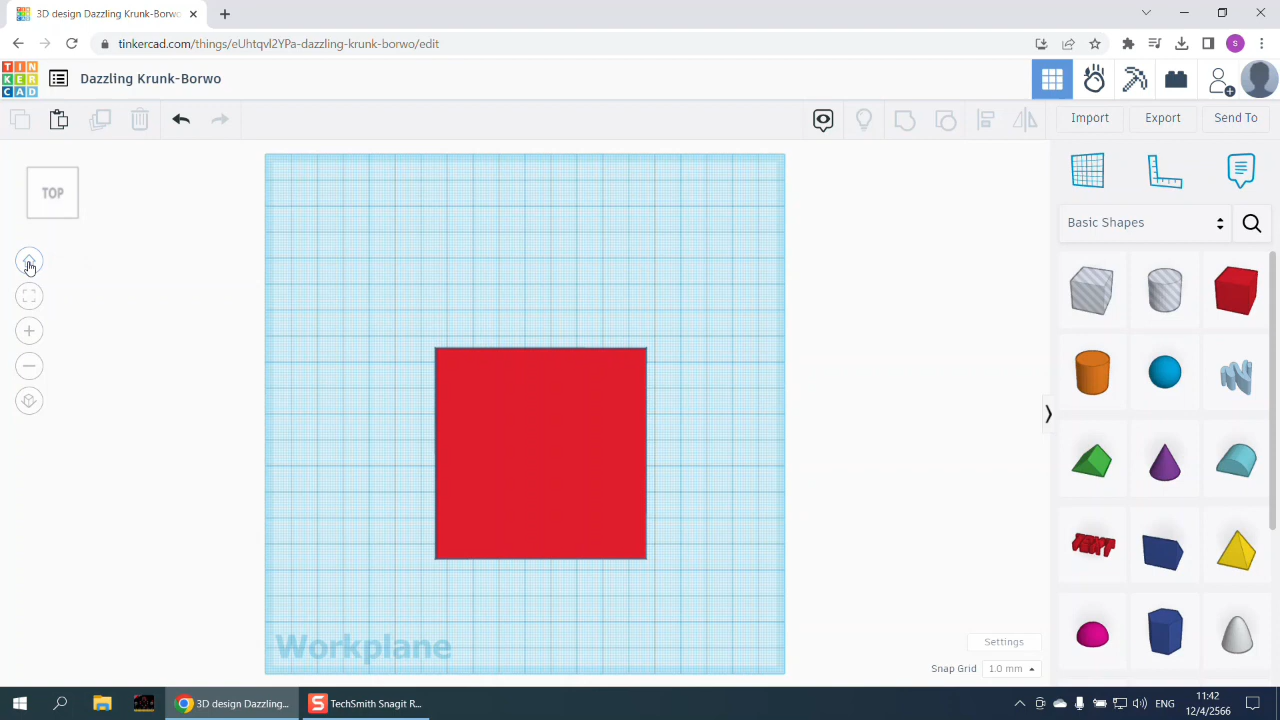 3D design Dazzling Krunk-Borwo
tinkercad.com/things/eUhtqvl2YPa-dazzling-krunk-borwo/edit
S
TIN
KER
CAD
Dazzling Krunk-Borwo
Import
Export
Send To
TOP
Basic Shapes
TEXT
Workplane
Settings
Snap Grid
1.0 mm
3D design Dazzling...
S
TechSmith Snagit R...
ENG
11:42
12/4/2566